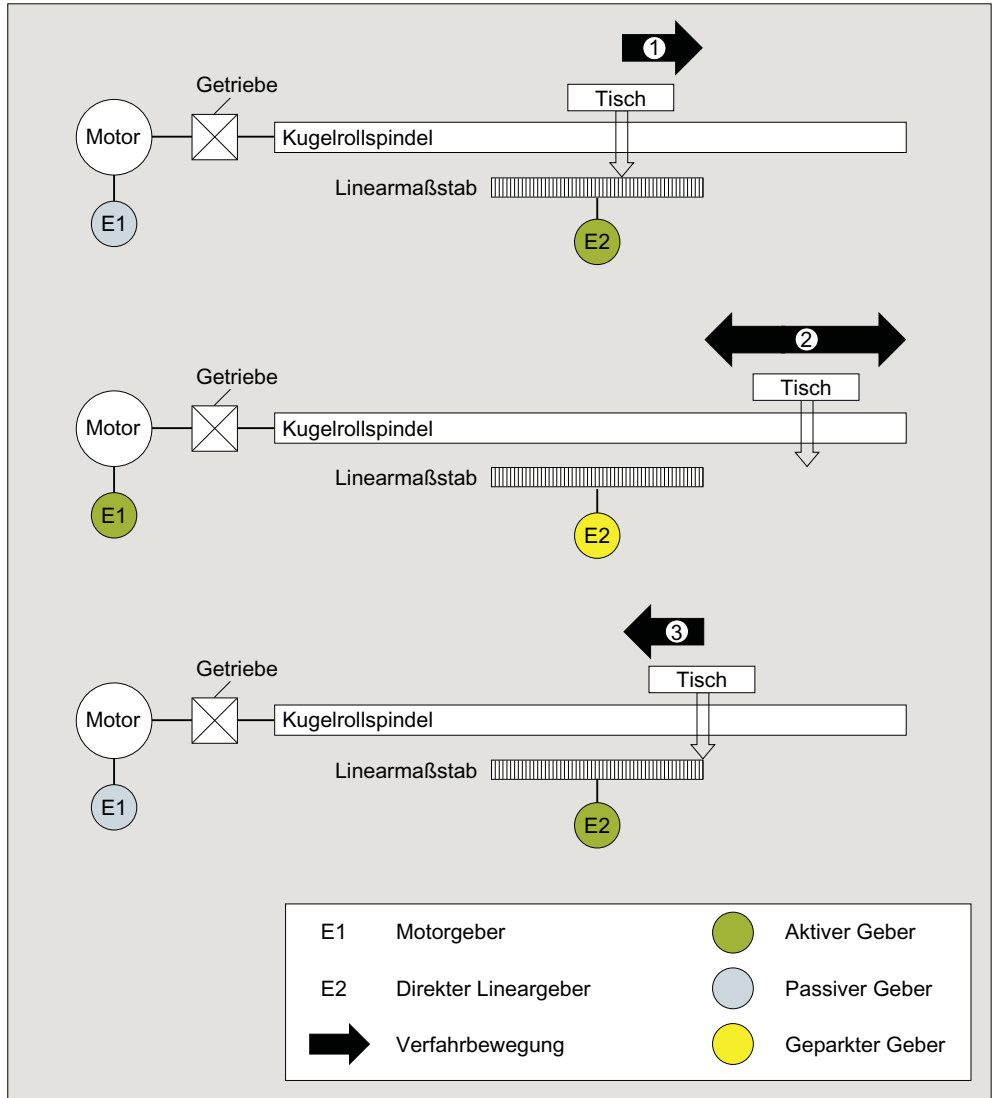 1
Getriebe
Tisch
Motor
Kugelrollspindel
Linearmaßstab
E1
E2
2
Getriebe
Tisch
Motor
Kugelrollspindel
Linearmaßstab
E1
E2
3
Getriebe
Tisch
Motor
Kugelrollspindel
Linearmaßstab
E1
E2
E1 Motorgeber Aktiver Geber
E2 Direkter Lineargeber Passiver Geber
Verfahrbewegung Geparkter Geber